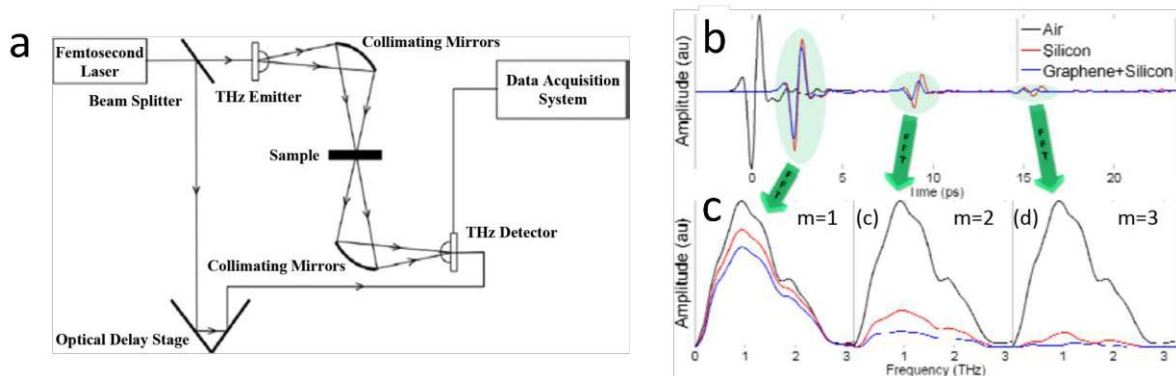 a
Femtosecond
Laser
Collimating Mirrors
Data Acquisition
System
Beam Splitter
THz Emitter
Sample
THz Detector
Collimating Mirrors
Optical Delay Stage
b
Air
Silicon
Graphene+Silicon
Amplitude (au)
0 5 10 15 20
Time (ps)
FFT
FFT
FFT
c
m=1
(c)
m=2
(d)
m=3
Amplitude (au)
0 1 2 3 1 2 3 1 2 3
Frequency (THz)